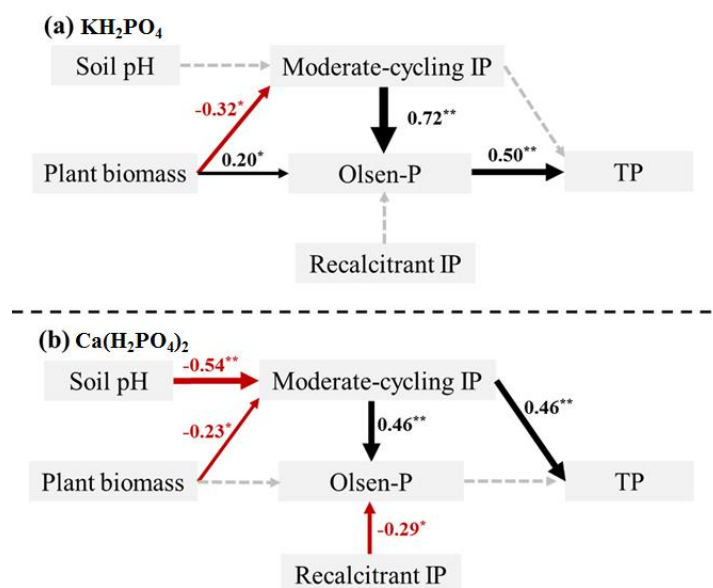 (a) KH₂PO₄
Soil pH
Moderate-cycling IP
-0.32*
0.72**
Plant biomass
0.20*
Olsen-P
0.50**
TP
Recalcitrant IP
(b) Ca(H₂PO₄)₂
Soil pH
-0.54**
Moderate-cycling IP
-0.23*
0.46**
0.46**
Plant biomass
Olsen-P
TP
-0.29*
Recalcitrant IP